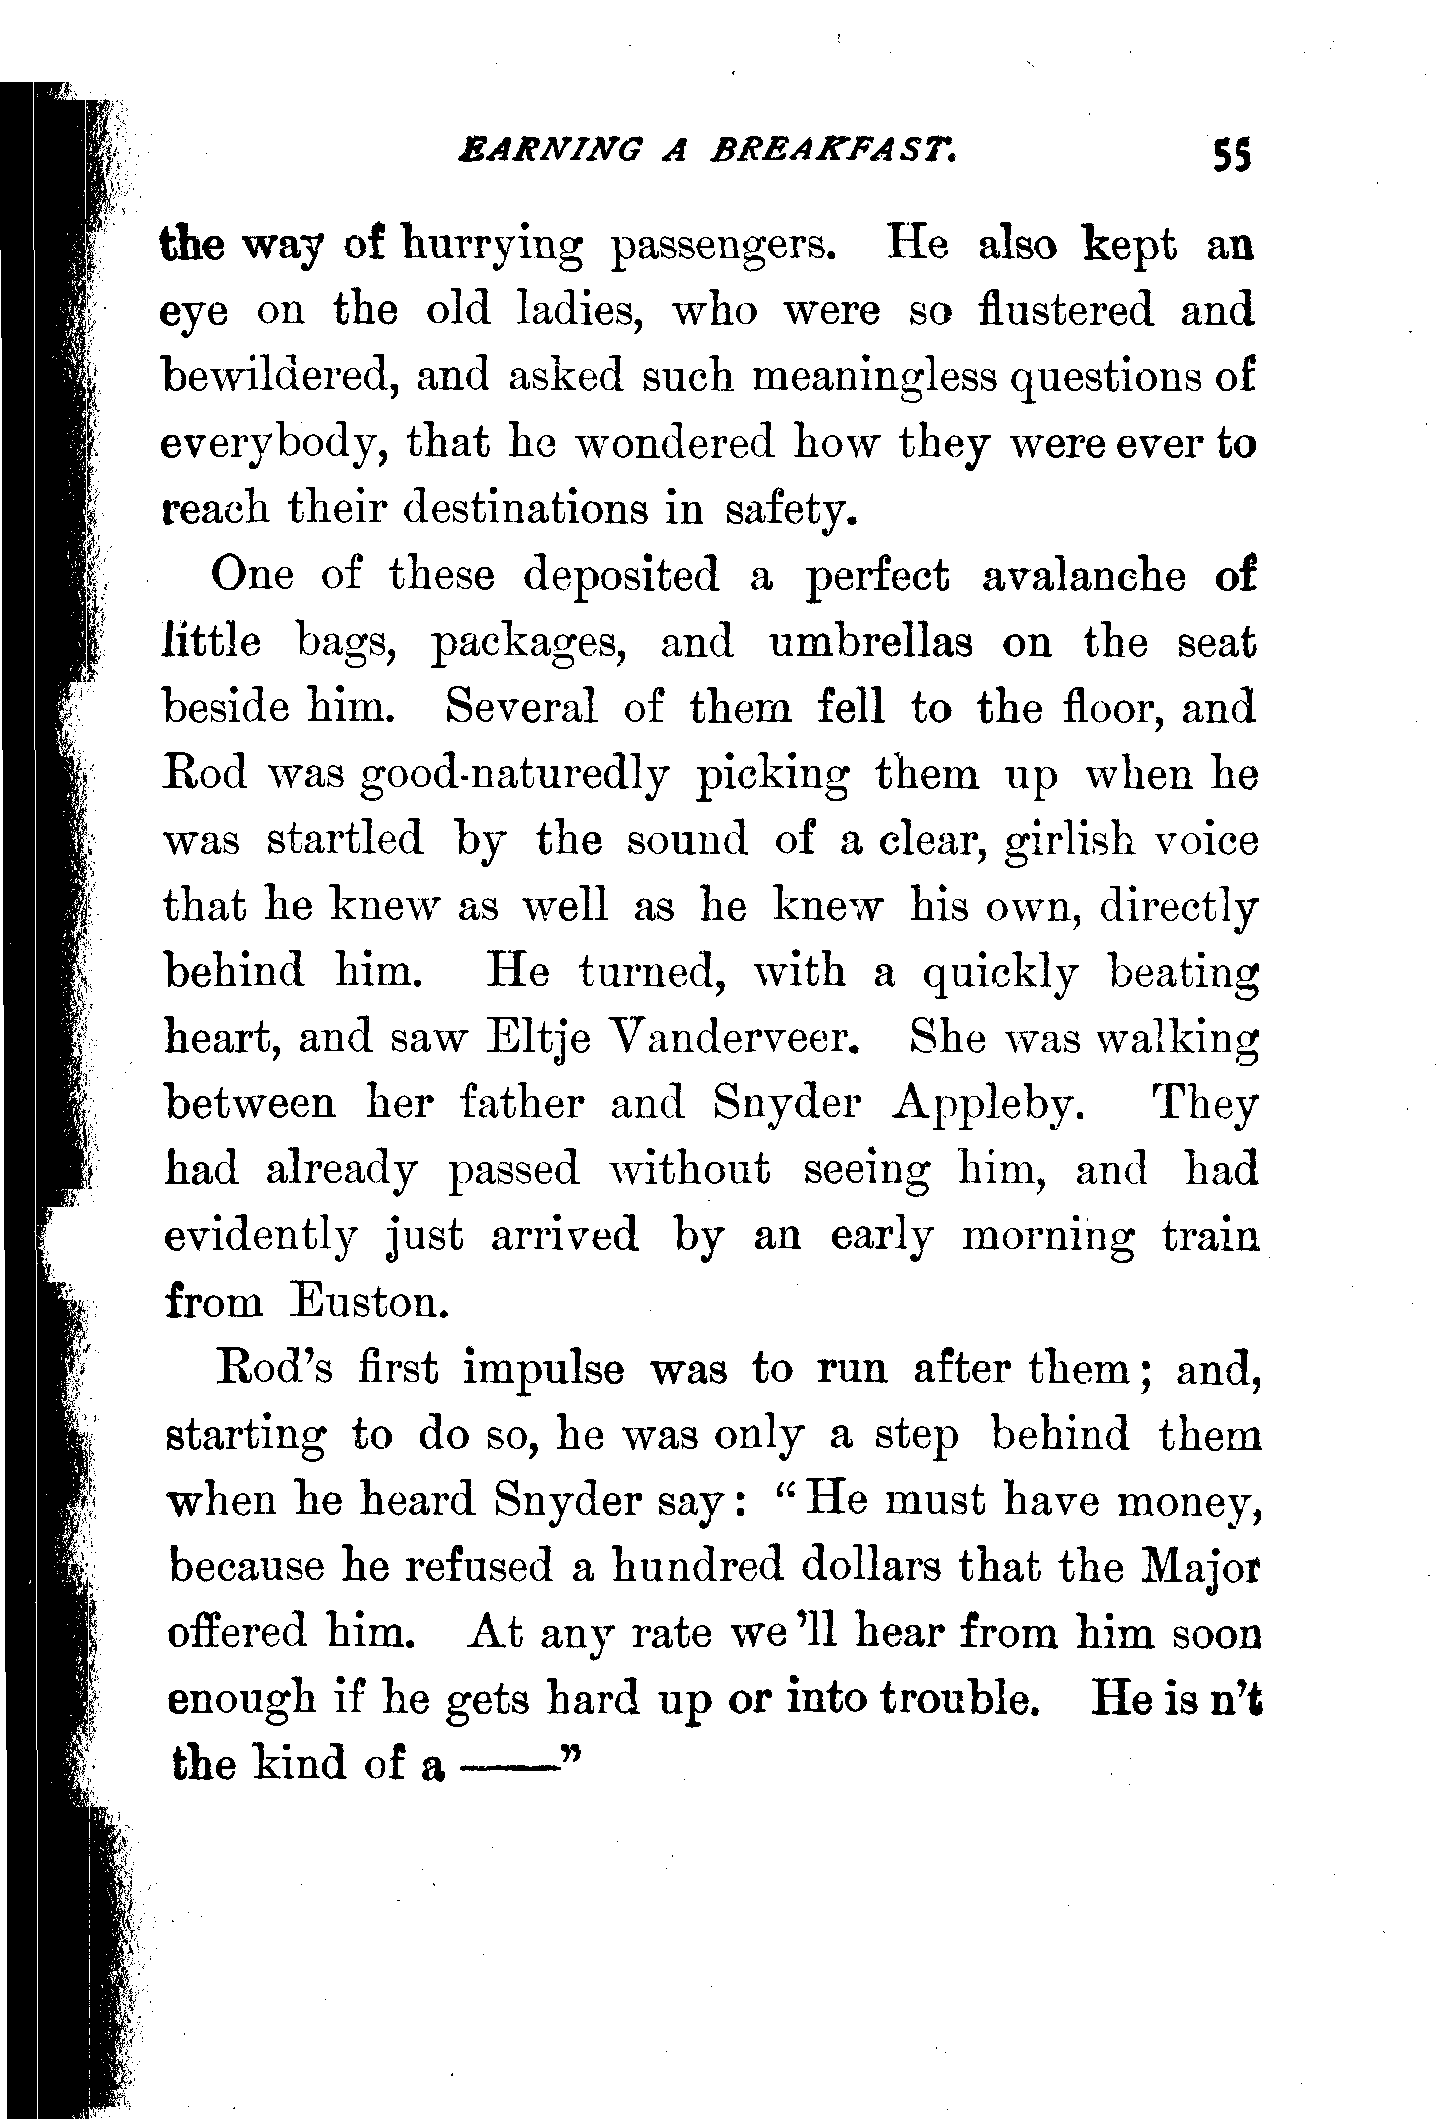 EARNING A BREAKFAST. 55
the way of hurrying passengers. He also kept an
eye on the old ladies, who were so flustered and
bewildered, and asked such meaningless questions of
everybody, that he wondered how they were ever to
reach their destinations in safety.
One of these deposited a perfect avalanche of
little bags, packages, and umbrellas on the seat
beside him. Several of them fell to the floor, and
Rod was good-naturedly picking them up when he
was startled by the sound of a clear, girlish voice
that he knew as well as he knew his own, directly
behind him. He turned, with a quickly beating
heart, and saw Eltje Vanderveer. She was walking
between her father and Snyder Appleby. They
had already passed without seeing him, and had
evidently just arrived by an early morning train
from Euston.
Rod's first impulse was to run after them; and,
starting to do so, he was only a step behind them
when he heard Snyder say: "He must have money,
because he refused a hundred dollars that the Major
offered him. At any rate we 'll hear from him soon
enough if he gets hard up or into trouble. He is n't
the kind of a ——"